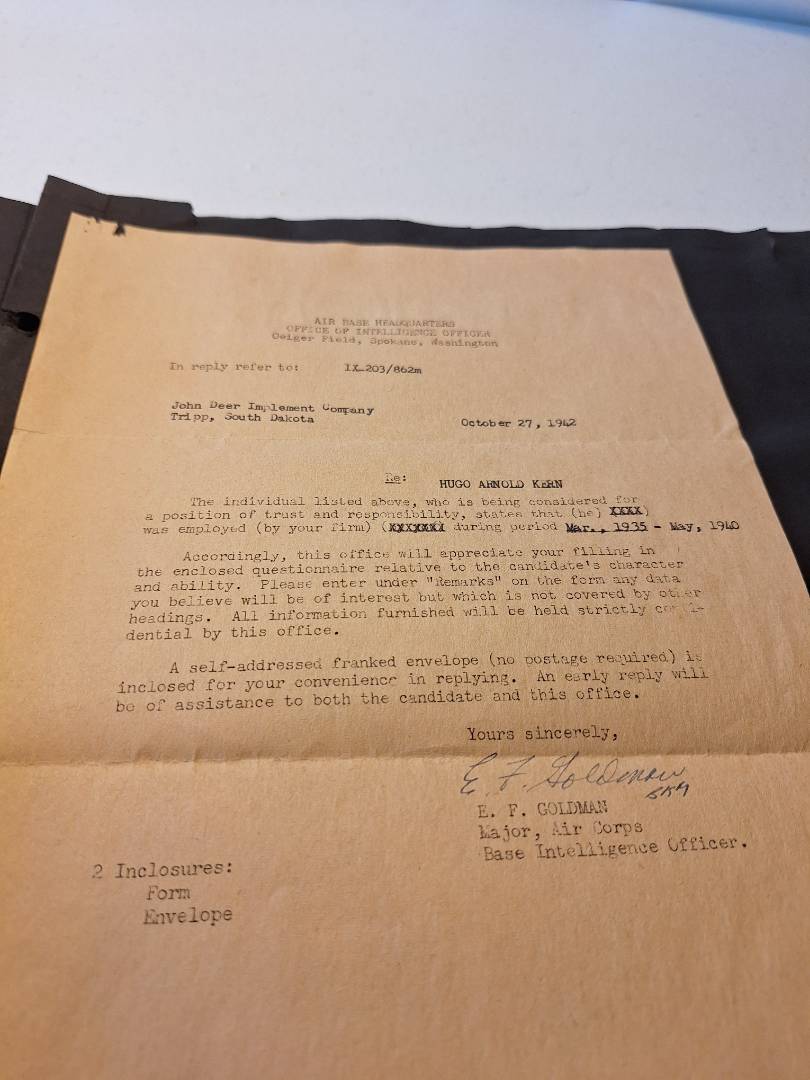 AIR BASE HEADQUARTERS
OFFICE OF INTELLIGENCE OFFICER
Geiger Field, Spokane, Washington
In reply refer to: IX-203/862m
John Deer Implement Company
Tripp, South Dakota
October 27, 1942
Re: HUGO ARNOLD KERN
The individual listed above, who is being considered for
a position of trust and responsibility, states that (he) XXXX)
was employed (by your firm) (XXXXXXX during period Mar., 1935 - May, 1940
Accordingly, this office will appreciate your filling in
the enclosed questionnaire relative to the candidate's character
and ability. Please enter under "Remarks" on the form any data
you believe will be of interest but which is not covered by other
headings. All information furnished will be held strictly confi-
dential by this office.
A self-addressed franked envelope (no postage required) is
inclosed for your convenience in replying. An early reply will
be of assistance to both the candidate and this office.
Yours sincerely,
E. F. Goldman
E. F. GOLDMAN
Major, Air Corps
Base Intelligence Officer.
2 Inclosures:
Form
Envelope